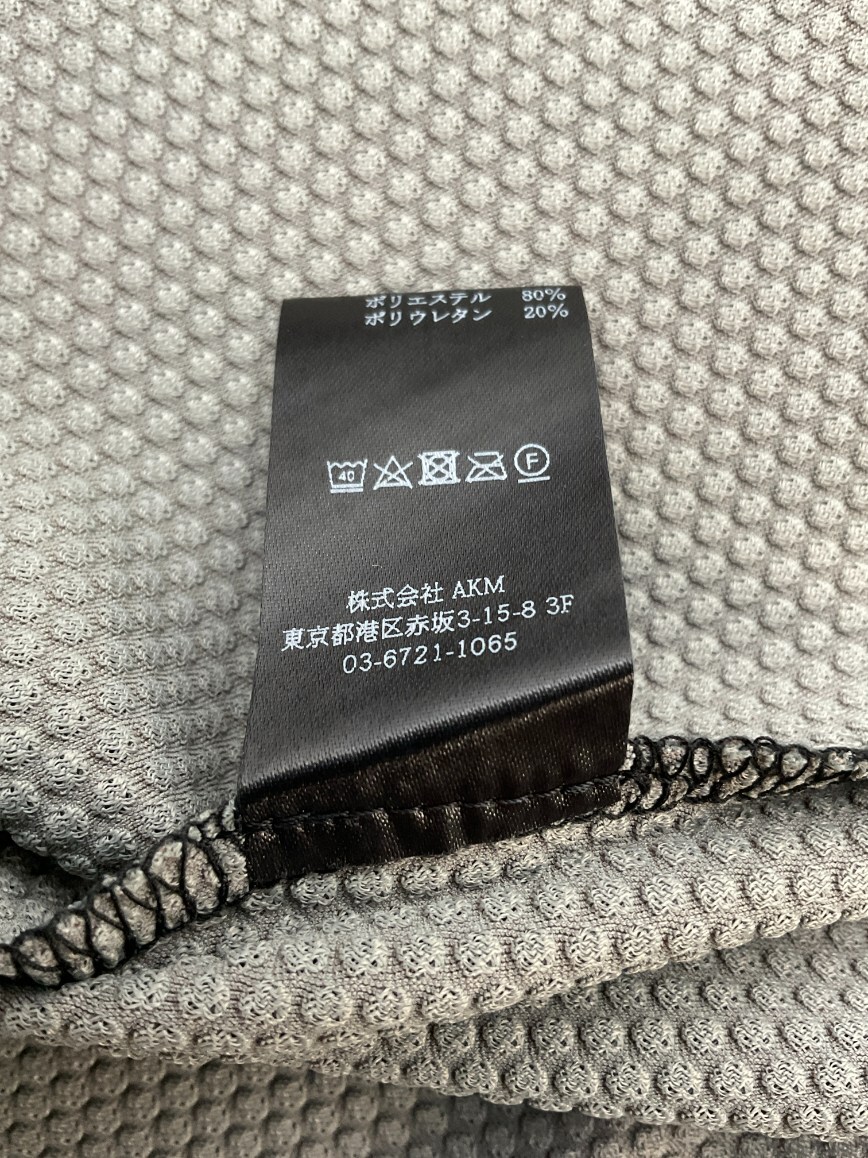 ポリエステル 80%
ポリウレタン 20%
40 F
株式会社 AKM
東京都港区赤坂3-15-8 3F
03-6721-1065